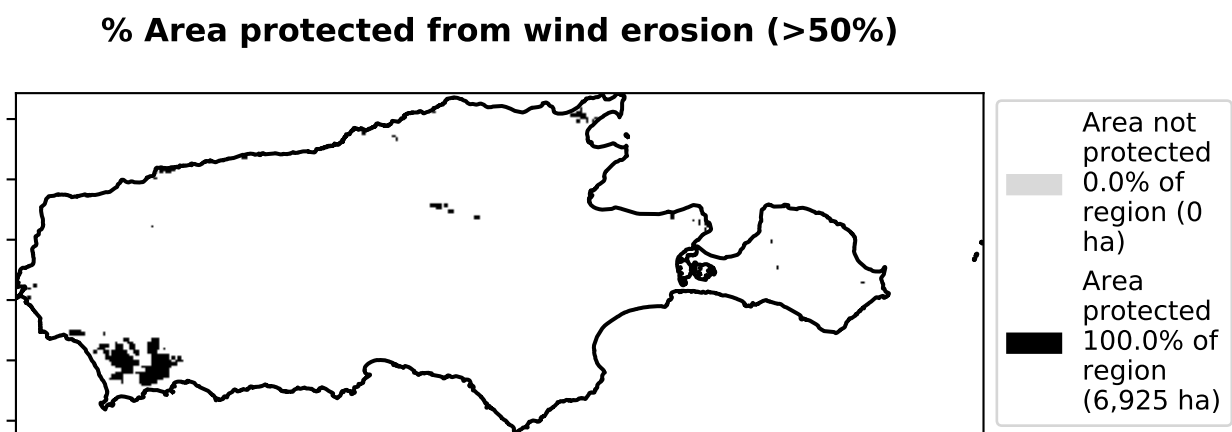 % Area protected from wind erosion (>50%)
Area not
protected
0.0% of
region (0
ha)
Area
protected
100.0% of
region
(6,925 ha)